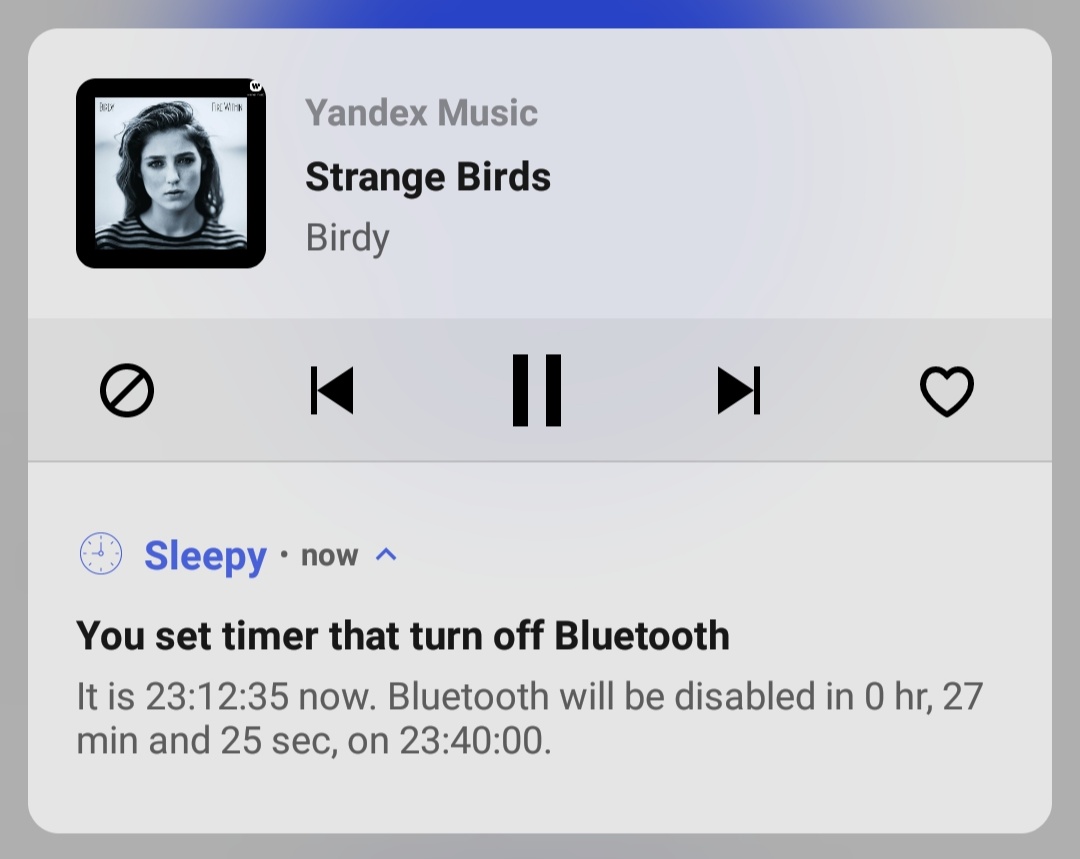 BIRDY FIRE WITHIN
Yandex Music
Strange Birds
Birdy
Sleepy • now
You set timer that turn off Bluetooth
It is 23:12:35 now. Bluetooth will be disabled in 0 hr, 27
min and 25 sec, on 23:40:00.